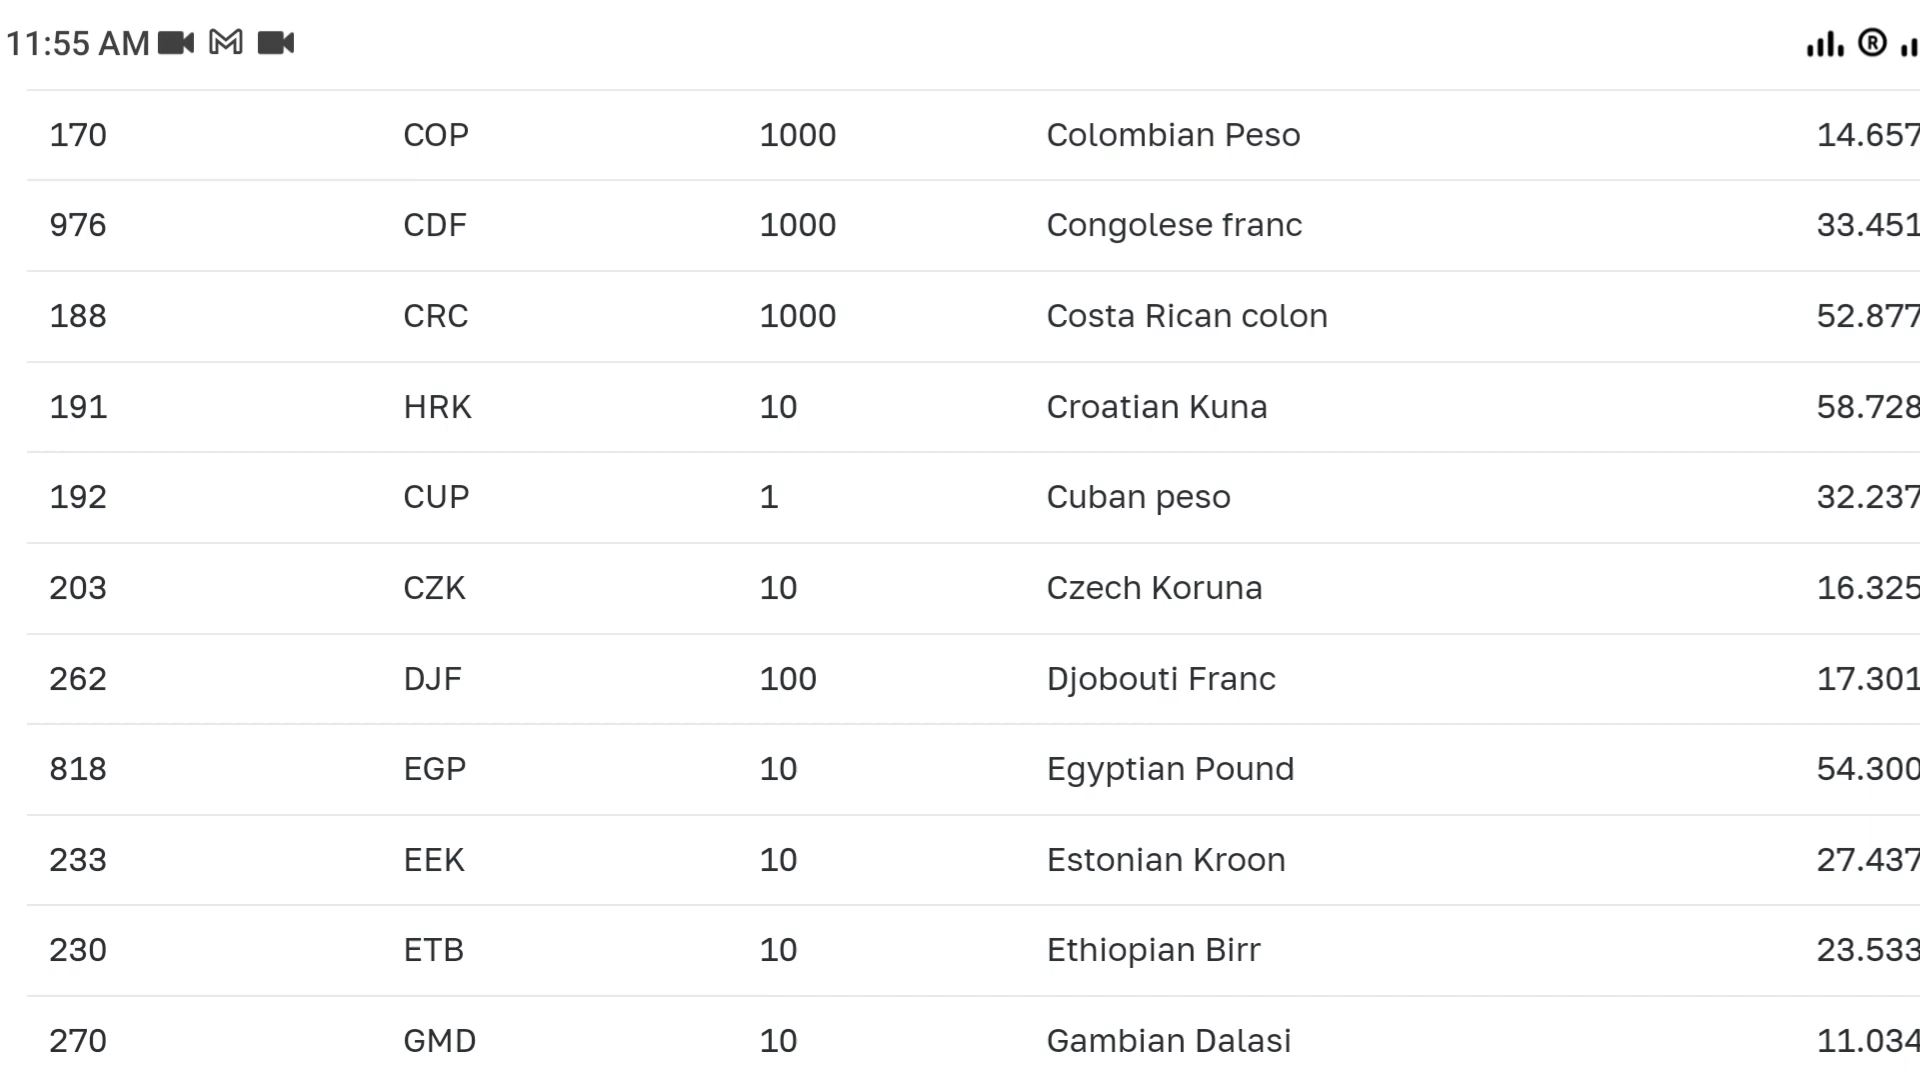 11:55 AM
170 COP 1000 Colombian Peso 14.657
976 CDF 1000 Congolese franc 33.451
188 CRC 1000 Costa Rican colon 52.877
191 HRK 10 Croatian Kuna 58.728
192 CUP 1 Cuban peso 32.237
203 CZK 10 Czech Koruna 16.325
262 DJF 100 Djobouti Franc 17.301
818 EGP 10 Egyptian Pound 54.300
233 EEK 10 Estonian Kroon 27.437
230 ETB 10 Ethiopian Birr 23.533
270 GMD 10 Gambian Dalasi 11.034